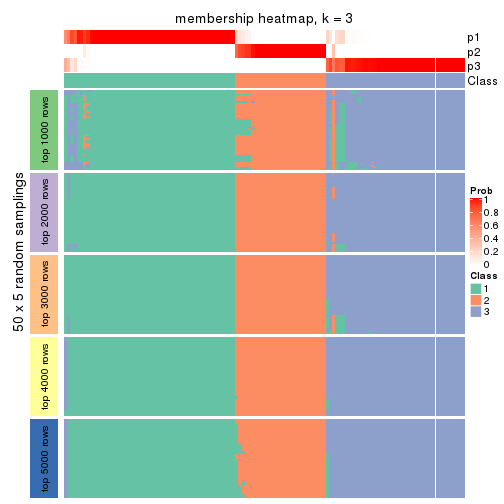 membership heatmap, k = 3
p1
p2
p3
Class
50 x 5 random samplings
top 1000 rows
top 2000 rows
top 3000 rows
top 4000 rows
top 5000 rows
Prob
1
0.8
0.6
0.4
0.2
0
Class
1
2
3